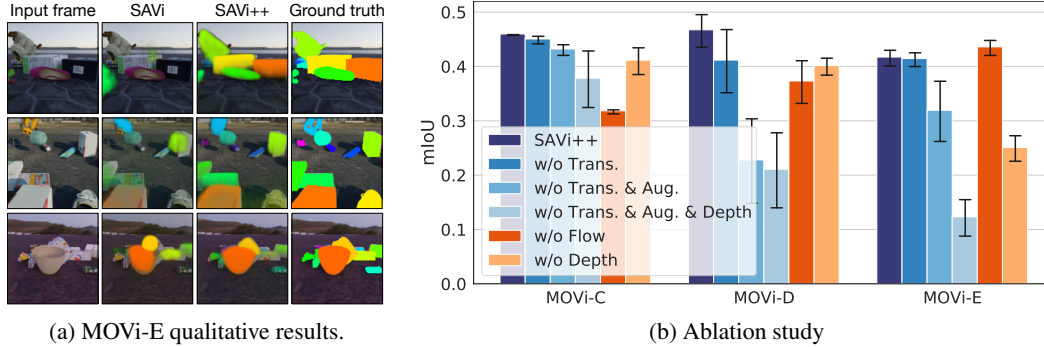 Input frame SAVi SAVi++ Ground truth
0.5
0.4
0.3
0.2
0.1
0.0
mIoU
SAVi++
w/o Trans.
w/o Trans. & Aug.
w/o Trans. & Aug. & Depth
w/o Flow
w/o Depth
MOVi-C MOVi-D MOVi-E
(a) MOVi-E qualitative results.
(b) Ablation study